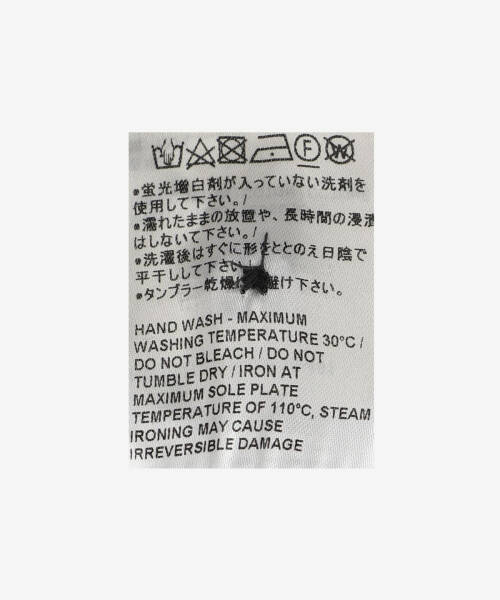 F W
*蛍光増白剤が入っていない洗剤を
使用して下さい。/
*濡れたままの放置や、長時間の浸漬
はしないて下さい。/
*洗濯後はすぐに形をととのえ日陰で
平干しして下さい/
*タンブラー乾燥は避け下さい。
HAND WASH - MAXIMUM
WASHING TEMPERATURE 30°C /
DO NOT BLEACH / DO NOT
TUMBLE DRY / IRON AT
MAXIMUM SOLE PLATE
TEMPERATURE OF 110°C, STEAM
IRONING MAY CAUSE
IRREVERSIBLE DAMAGE